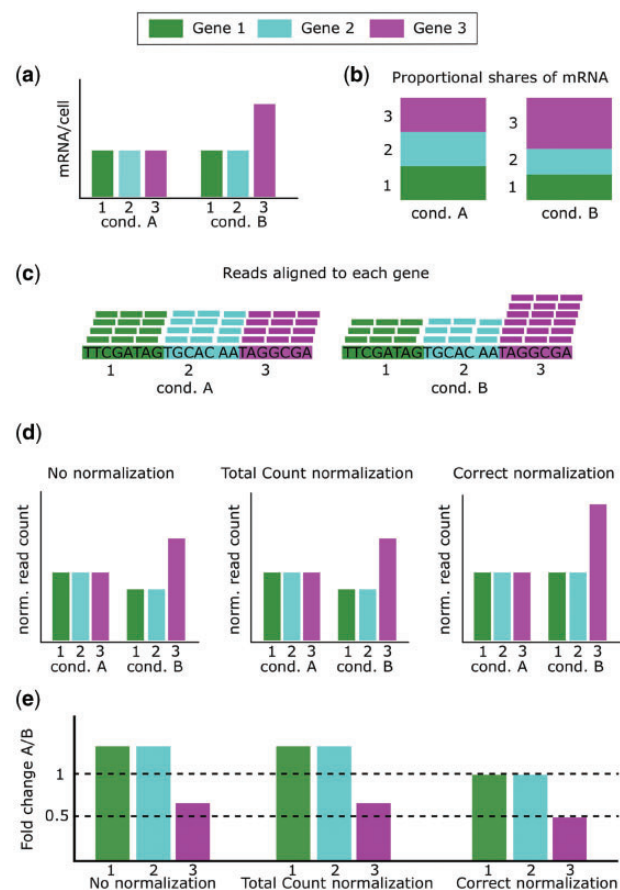 Gene 1 Gene 2 Gene 3
(a)
mRNA/cell
1 2 3 1 2 3
cond. A cond. B
(b)
Proportional shares of mRNA
3 3
2 2
1 1
cond. A cond. B
(c)
Reads aligned to each gene
TTCGATAGTGCACAATAGGCGA TTCGATAGTGCACAATAGGCGA
1 2 3 1 2 3
cond. A cond. B
(d)
No normalization Total Count normalization Correct normalization
norm. read count norm. read count norm. read count
1 2 3 1 2 3 1 2 3 1 2 3 1 2 3 1 2 3
cond. A cond. B cond. A cond. B cond. A cond. B
(e)
Fold change A/B
1
0.5
1 2 3 1 2 3 1 2 3
No normalization Total Count normalization Correct normalization